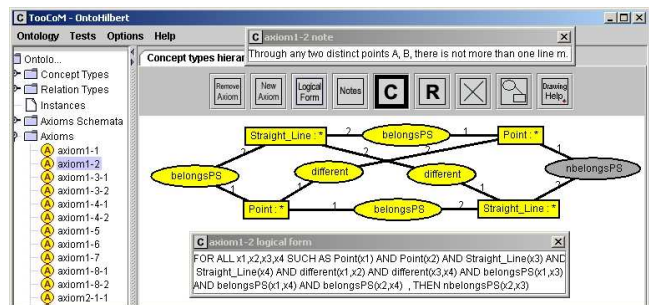 TooCoM - OntoHilbert
Ontology Tests Options Help
axiom1-2 note
Through any two distinct points A, B, there is not more than one line m.
Ontolo...
Concept Types
Relation Types
Instances
Axioms Schemata
Axioms
axiom1-1
axiom1-2
axiom1-3-1
axiom1-3-2
axiom1-4-1
axiom1-4-2
axiom1-5
axiom1-6
axiom1-7
axiom1-8-1
axiom1-8-2
axiom2-1-1
Concept types hierar
Remove Axiom
New Axiom
Logical Form
Notes
C
R
Drawing Help
Straight_Line : *
2
belongsPS
1
Point : *
belongsPS
different
different
nbelongsPS
Point : *
1
belongsPS
2
Straight_Line : *
axiom1-2 logical form
FOR ALL x1,x2,x3,x4 SUCH AS Point(x1) AND Point(x2) AND Straight_Line(x3) AND
Straight_Line(x4) AND different(x1,x2) AND different(x3,x4) AND belongsPS(x1,x3)
AND belongsPS(x1,x4) AND belongsPS(x2,x4) , THEN nbelongsPS(x2,x3)